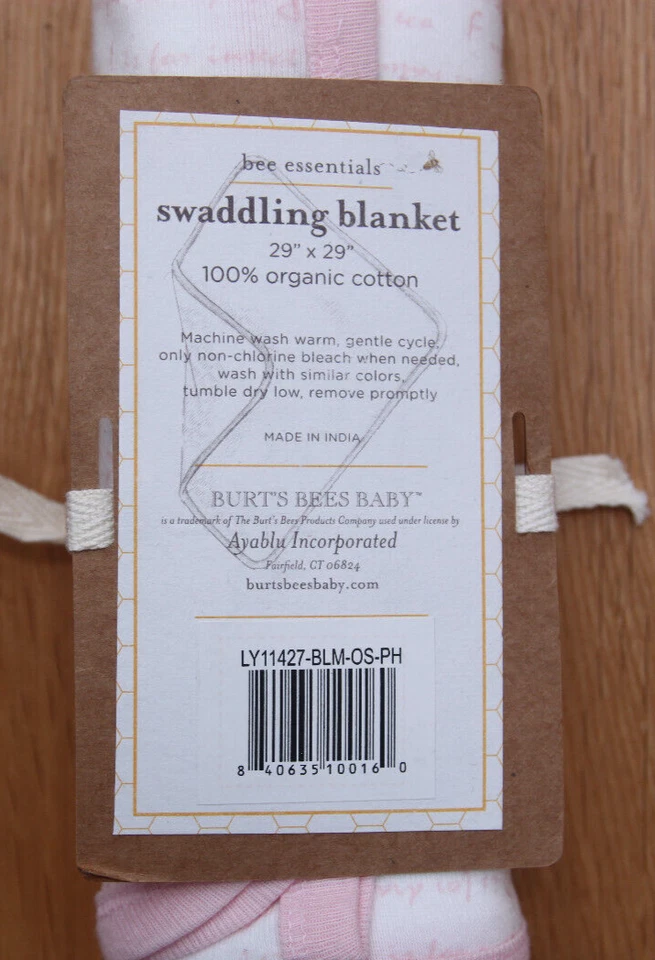 bee essentials
swaddling blanket
29” x 29”
100% organic cotton
Machine wash warm, gentle cycle,
only non-chlorine bleach when needed,
wash with similar colors,
tumble dry low, remove promptly
MADE IN INDIA
BURT'S BEES BABY™
is a trademark of The Burt's Bees Products Company used under license by
Ayablu Incorporated
Fairfield, CT 06824
burtsbeesbaby.com
LY11427-BLM-OS-PH
8 40635 10016 0